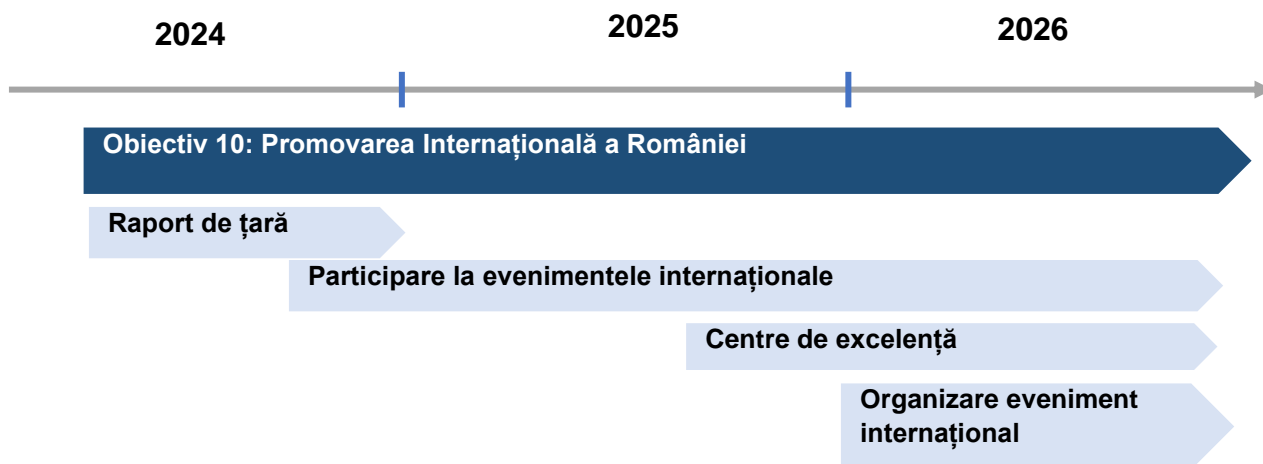 2024
2025
2026
Obiectiv 10: Promovarea Internațională a României
Raport de țară
Participare la evenimentele internaționale
Centre de excelență
Organizare eveniment
internațional